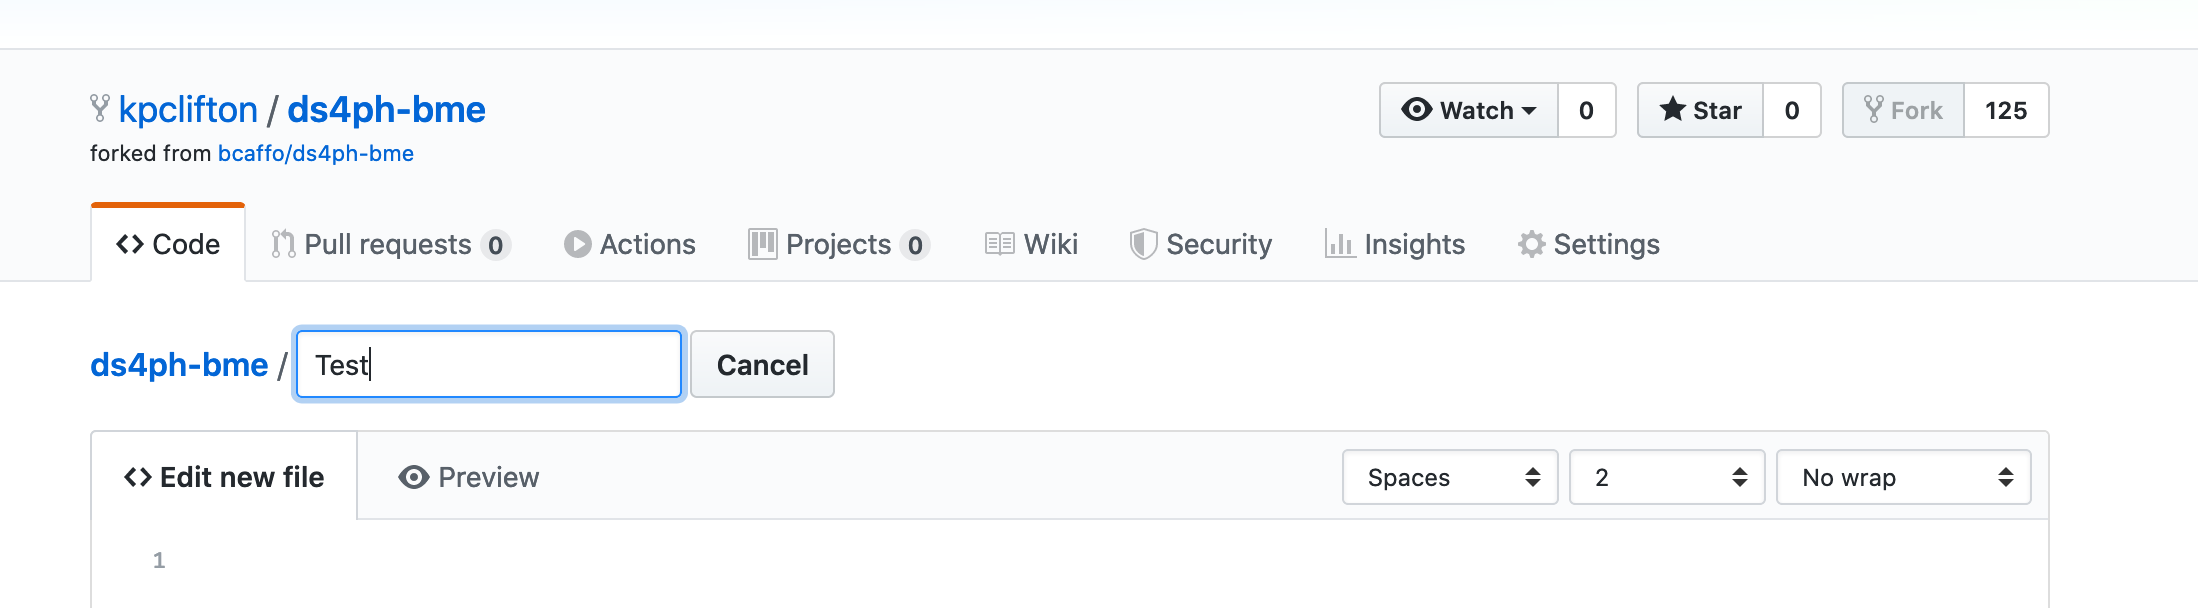 kpclifton / ds4ph-bme
Watch 0 Star 0 Fork 125
forked from bcaffo/ds4ph-bme
Code Pull requests 0 Actions Projects 0 Wiki Security Insights Settings
ds4ph-bme / Test Cancel
Edit new file Preview Spaces 2 No wrap
1